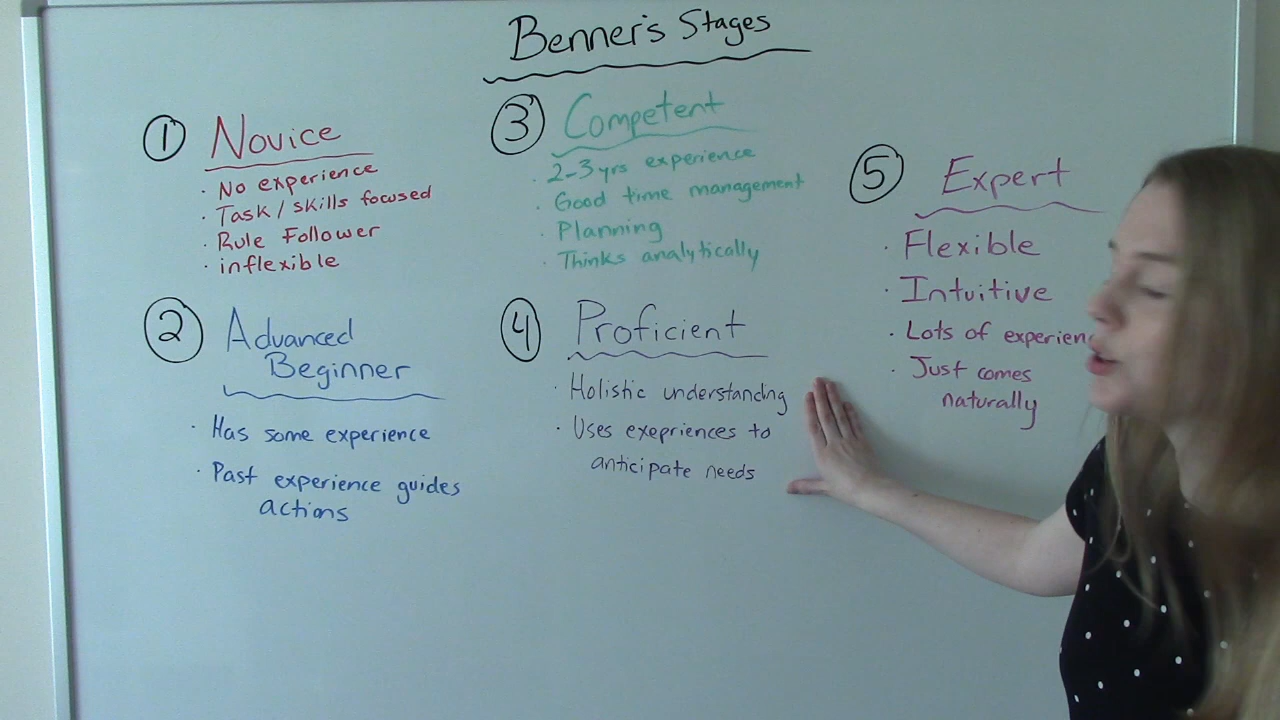 Benner's Stages
① Novice
· No experience
· Task / skills focused
· Rule Follower
· inflexible
② Advanced
Beginner
· Has some experience
· Past experience guides
actions
③ Competent
· 2-3 yrs experience
· Good time management
· Planning
· Thinks analytically
④ Proficient
· Holistic understanding
· Uses exepriences to
anticipate needs
⑤ Expert
· Flexible
· Intuitive
· Lots of experien
· Just comes
naturally